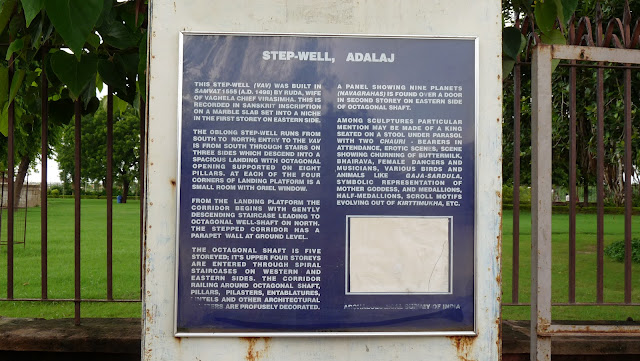 STEP-WELL, ADALAJ
THIS STEP-WELL (VAV) WAS BUILT IN
SAMVAT 1555 (A.D. 1498) BY RUDA, WIFE
OF VAGHELA CHIEF VIRASIMHA. THIS IS
RECORDED IN SANSKRIT INSCRIPTION
ON A MARBLE SLAB SET INTO A NICHE
IN THE FIRST STOREY ON EASTERN SIDE.
THE OBLONG STEP-WELL RUNS FROM
SOUTH TO NORTH; ENTRY TO THE VAV
IS FROM SOUTH THROUGH STAIRS ON
THREE SIDES WHICH DESCEND INTO A
SPACIOUS LANDING WITH OCTAGONAL
OPENING SUPPORTED ON EIGHT
PILLARS. AT EACH OF THE FOUR
CORNERS OF LANDING PLATFORM IS A
SMALL ROOM WITH ORIEL WINDOW.
FROM THE LANDING PLATFORM THE
CORRIDOR BEGINS WITH GENTLY
DESCENDING STAIRCASE LEADING TO
OCTAGONAL WELL-SHAFT ON NORTH.
THE STEPPED CORRIDOR HAS A
PARAPET WALL AT GROUND LEVEL.
THE OCTAGONAL SHAFT IS FIVE
STOREYED; IT'S UPPER FOUR STOREYS
ARE ENTERED THROUGH SPIRAL
STAIRCASES ON WESTERN AND
EASTERN SIDES. THE CORRIDOR
RAILING AROUND OCTAGONAL SHAFT,
PILLARS, PILASTERS, ENTABLATURES,
LINTELS AND OTHER ARCHITECTURAL
ARE PROFUSELY DECORATED.
A PANEL SHOWING NINE PLANETS
(NAVAGRAHAS) IS FOUND OVER A DOOR
IN SECOND STOREY ON EASTERN SIDE
OF OCTAGONAL SHAFT.
AMONG SCULPTURES PARTICULAR
MENTION MAY BE MADE OF A KING
SEATED ON A STOOL UNDER PARASOL
WITH TWO CHAURI - BEARERS IN
ATTENDANCE, EROTIC SCENES, SCENE
SHOWING CHURNING OF BUTTERMILK,
BHAIRAVA, FEMALE DANCERS AND
MUSICIANS, VARIOUS BIRDS AND
ANIMALS LIKE GAJA-SARDULA,
SYMBOLIC REPRESENTATION OF
MOTHER GODDESS, AND MEDALLIONS,
HALF-MEDALLIONS, SCROLL MOTIFS
EVOLVING OUT OF KIRTTIMUKHA, ETC.
ARCHAEOLOGICAL SURVEY OF INDIA